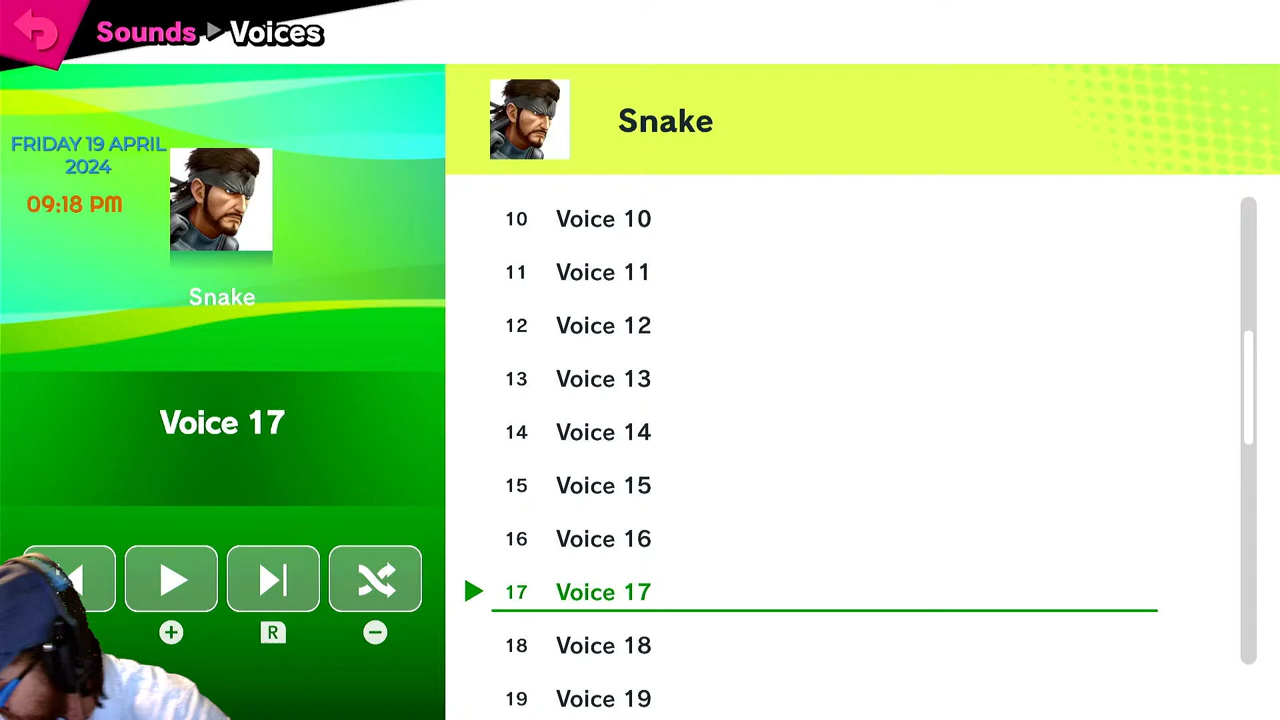 Sounds ▶ Voices
FRIDAY 19 APRIL
2024
09:18 PM
Snake
Voice 17
+
R
−
Snake
10 Voice 10
11 Voice 11
12 Voice 12
13 Voice 13
14 Voice 14
15 Voice 15
16 Voice 16
17 Voice 17
18 Voice 18
19 Voice 19